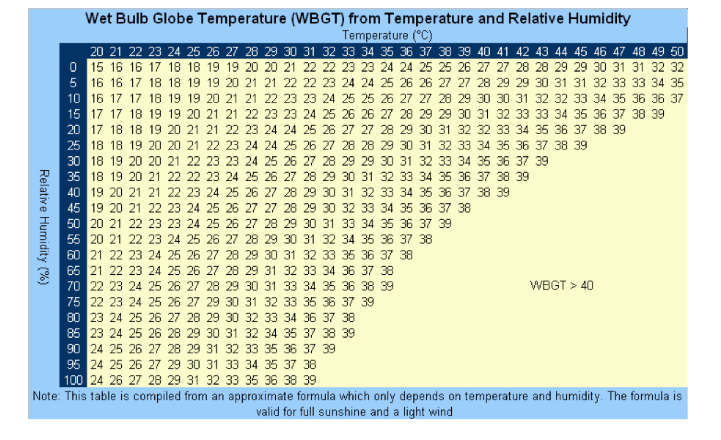 Wet Bulb Globe Temperature (WBGT) from Temperature and Relative Humidity
Temperature (°C)
20 21 22 23 24 25 26 27 28 29 30 31 32 33 34 35 36 37 38 39 40 41 42 43 44 45 46 47 48 49 50
0 15 16 16 17 18 18 19 19 20 20 21 22 22 23 23 24 24 25 25 26 27 27 28 28 29 29 30 31 31 32 32
5 16 16 17 18 18 19 19 20 21 21 22 22 23 24 24 25 26 26 27 27 28 29 29 30 31 31 32 33 33 34 35
10 16 17 17 18 19 19 20 21 21 22 23 23 24 25 25 26 27 27 28 29 30 30 31 32 32 33 34 35 36 36 37
15 17 17 18 19 19 20 21 21 22 23 23 24 25 26 26 27 28 29 29 30 31 32 33 33 34 35 36 37 38 39
20 17 18 18 19 20 21 21 22 23 24 24 25 26 27 27 28 29 30 31 32 32 33 34 35 36 37 38 39
25 18 18 19 20 20 21 22 23 24 24 25 26 27 28 28 29 30 31 32 33 34 35 36 37 38 39
30 18 19 20 20 21 22 23 23 24 25 26 27 28 29 29 30 31 32 33 34 35 36 37 39
35 18 19 20 21 22 22 23 24 25 26 27 28 29 30 31 32 33 34 35 36 37 38 39
40 19 20 21 21 22 23 24 25 26 27 28 29 30 31 32 33 34 35 36 37 38 39
45 19 20 21 22 23 24 25 26 27 27 28 29 30 32 33 34 35 36 37 38
50 20 21 22 23 23 24 25 26 27 28 29 30 31 33 34 35 36 37 39
55 20 21 22 23 24 25 26 27 28 29 30 31 32 34 35 36 37 38
60 21 22 22 23 24 25 26 28 29 30 31 32 33 35 36 37 38
65 21 22 23 24 25 26 27 28 29 31 32 33 34 36 37 38
70 22 22 23 24 25 27 28 29 30 31 33 34 35 36 38 39
WBGT > 40
75 22 23 24 25 26 27 29 30 31 32 33 35 36 37 39
80 23 24 25 26 27 28 29 30 32 33 34 36 37 38
85 23 24 25 26 28 29 30 31 32 34 35 37 38 39
90 24 25 26 27 28 29 31 32 33 35 36 37 39
95 24 25 26 27 29 30 31 33 34 35 37 38
100 24 26 27 28 29 31 32 33 35 36 38 39
Relative Humidity (%)
Note: This table is compiled from an approximate formula which only depends on temperature and humidity. The formula is
valid for full sunshine and a light wind